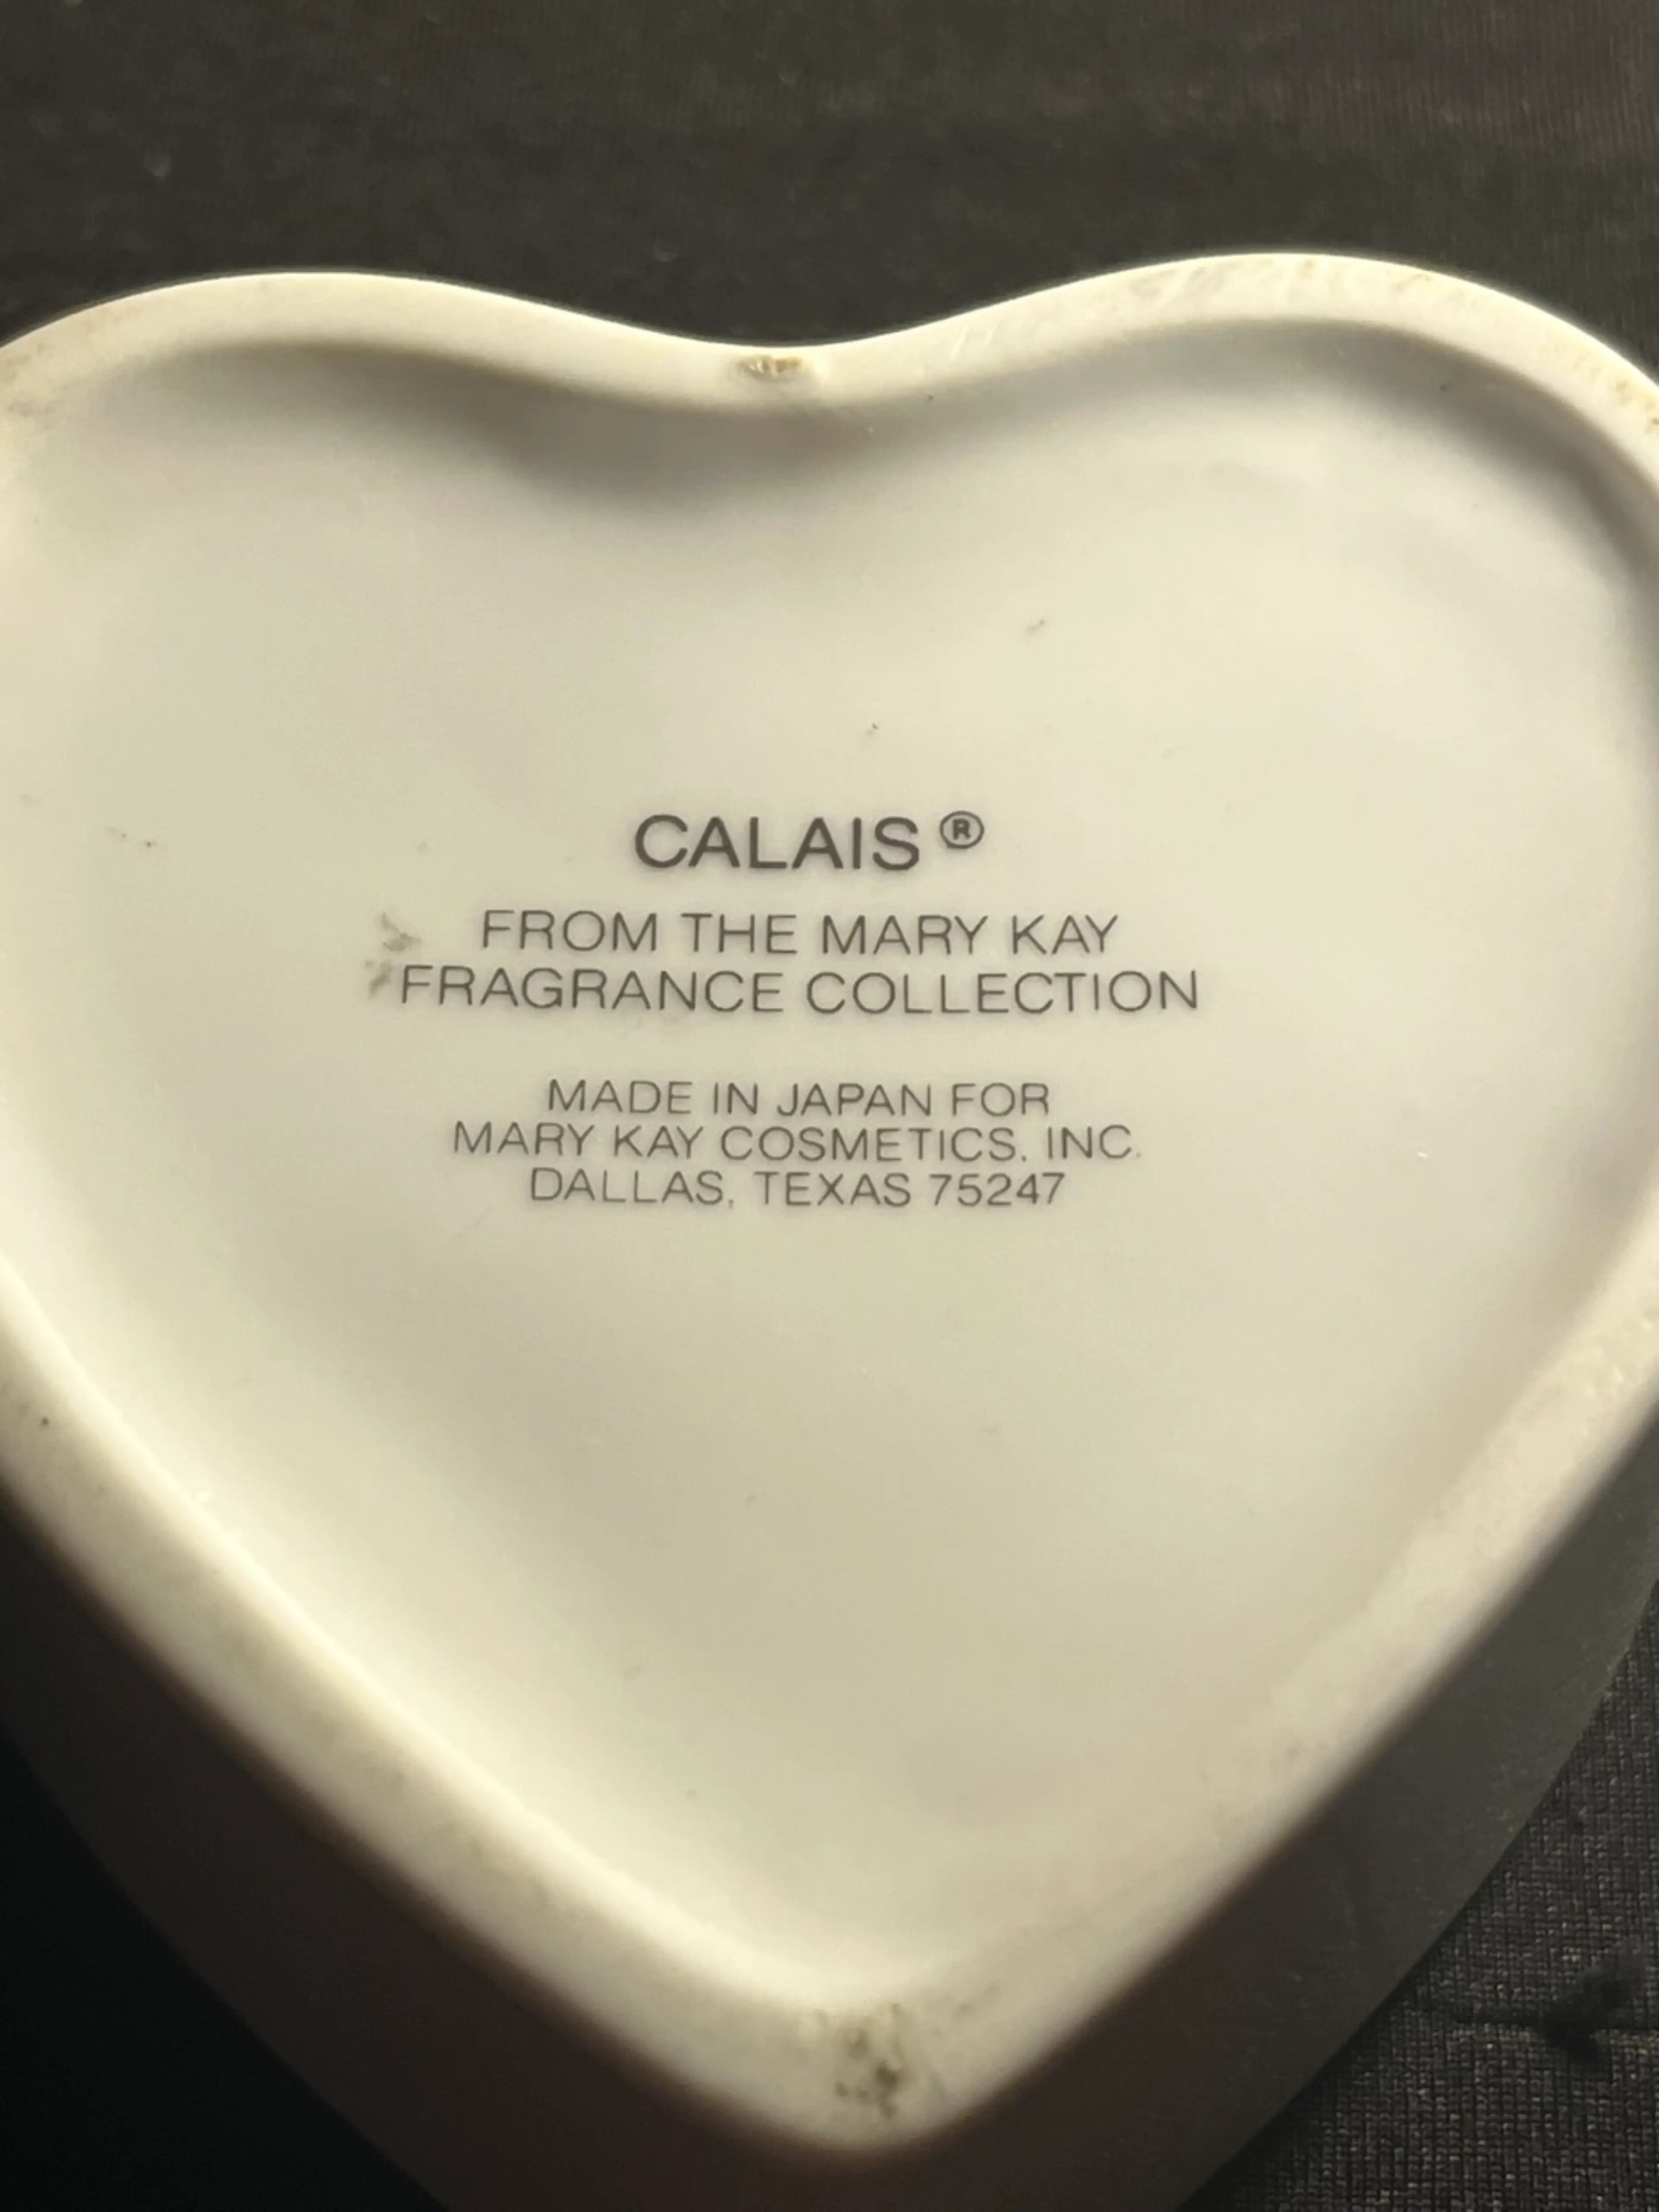 CALAIS®
FROM THE MARY KAY
FRAGRANCE COLLECTION
MADE IN JAPAN FOR
MARY KAY COSMETICS, INC.
DALLAS, TEXAS 75247